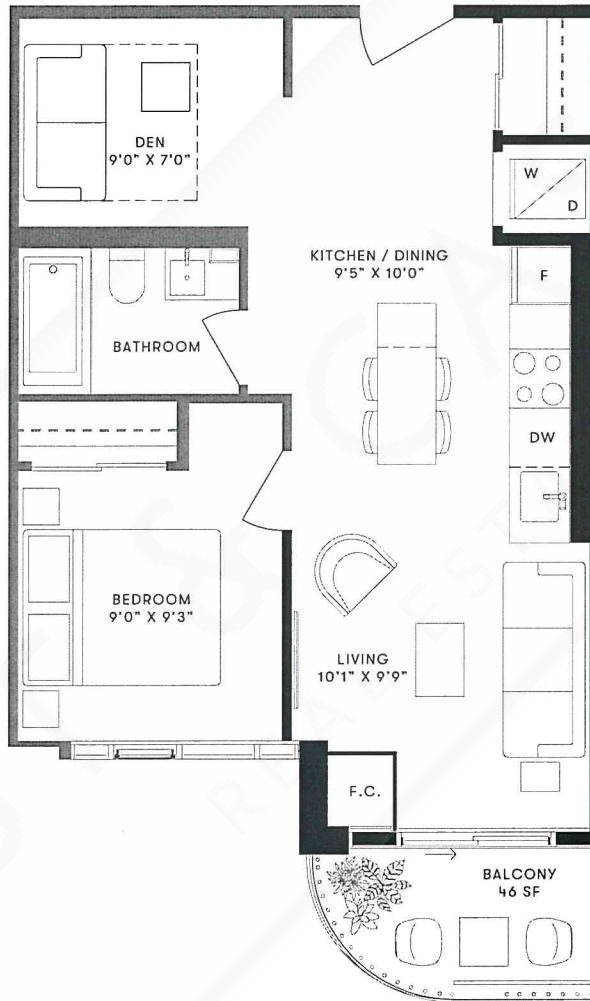 DEN
9'0" X 7'0"
W
D
KITCHEN / DINING
9'5" X 10'0"
F
BATHROOM
DW
BEDROOM
9'0" X 9'3"
LIVING
10'1" X 9'9"
F.C.
BALCONY
46 SF